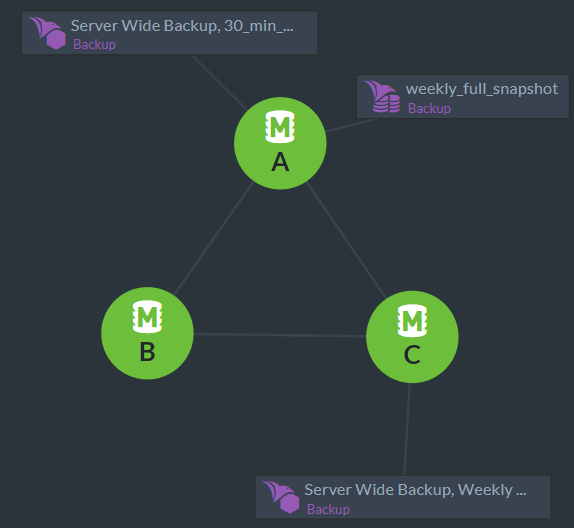 Server Wide Backup, 30_min_...
Backup
weekly_full_snapshot
Backup
M
A
M
B
M
C
Server Wide Backup, Weekly ...
Backup